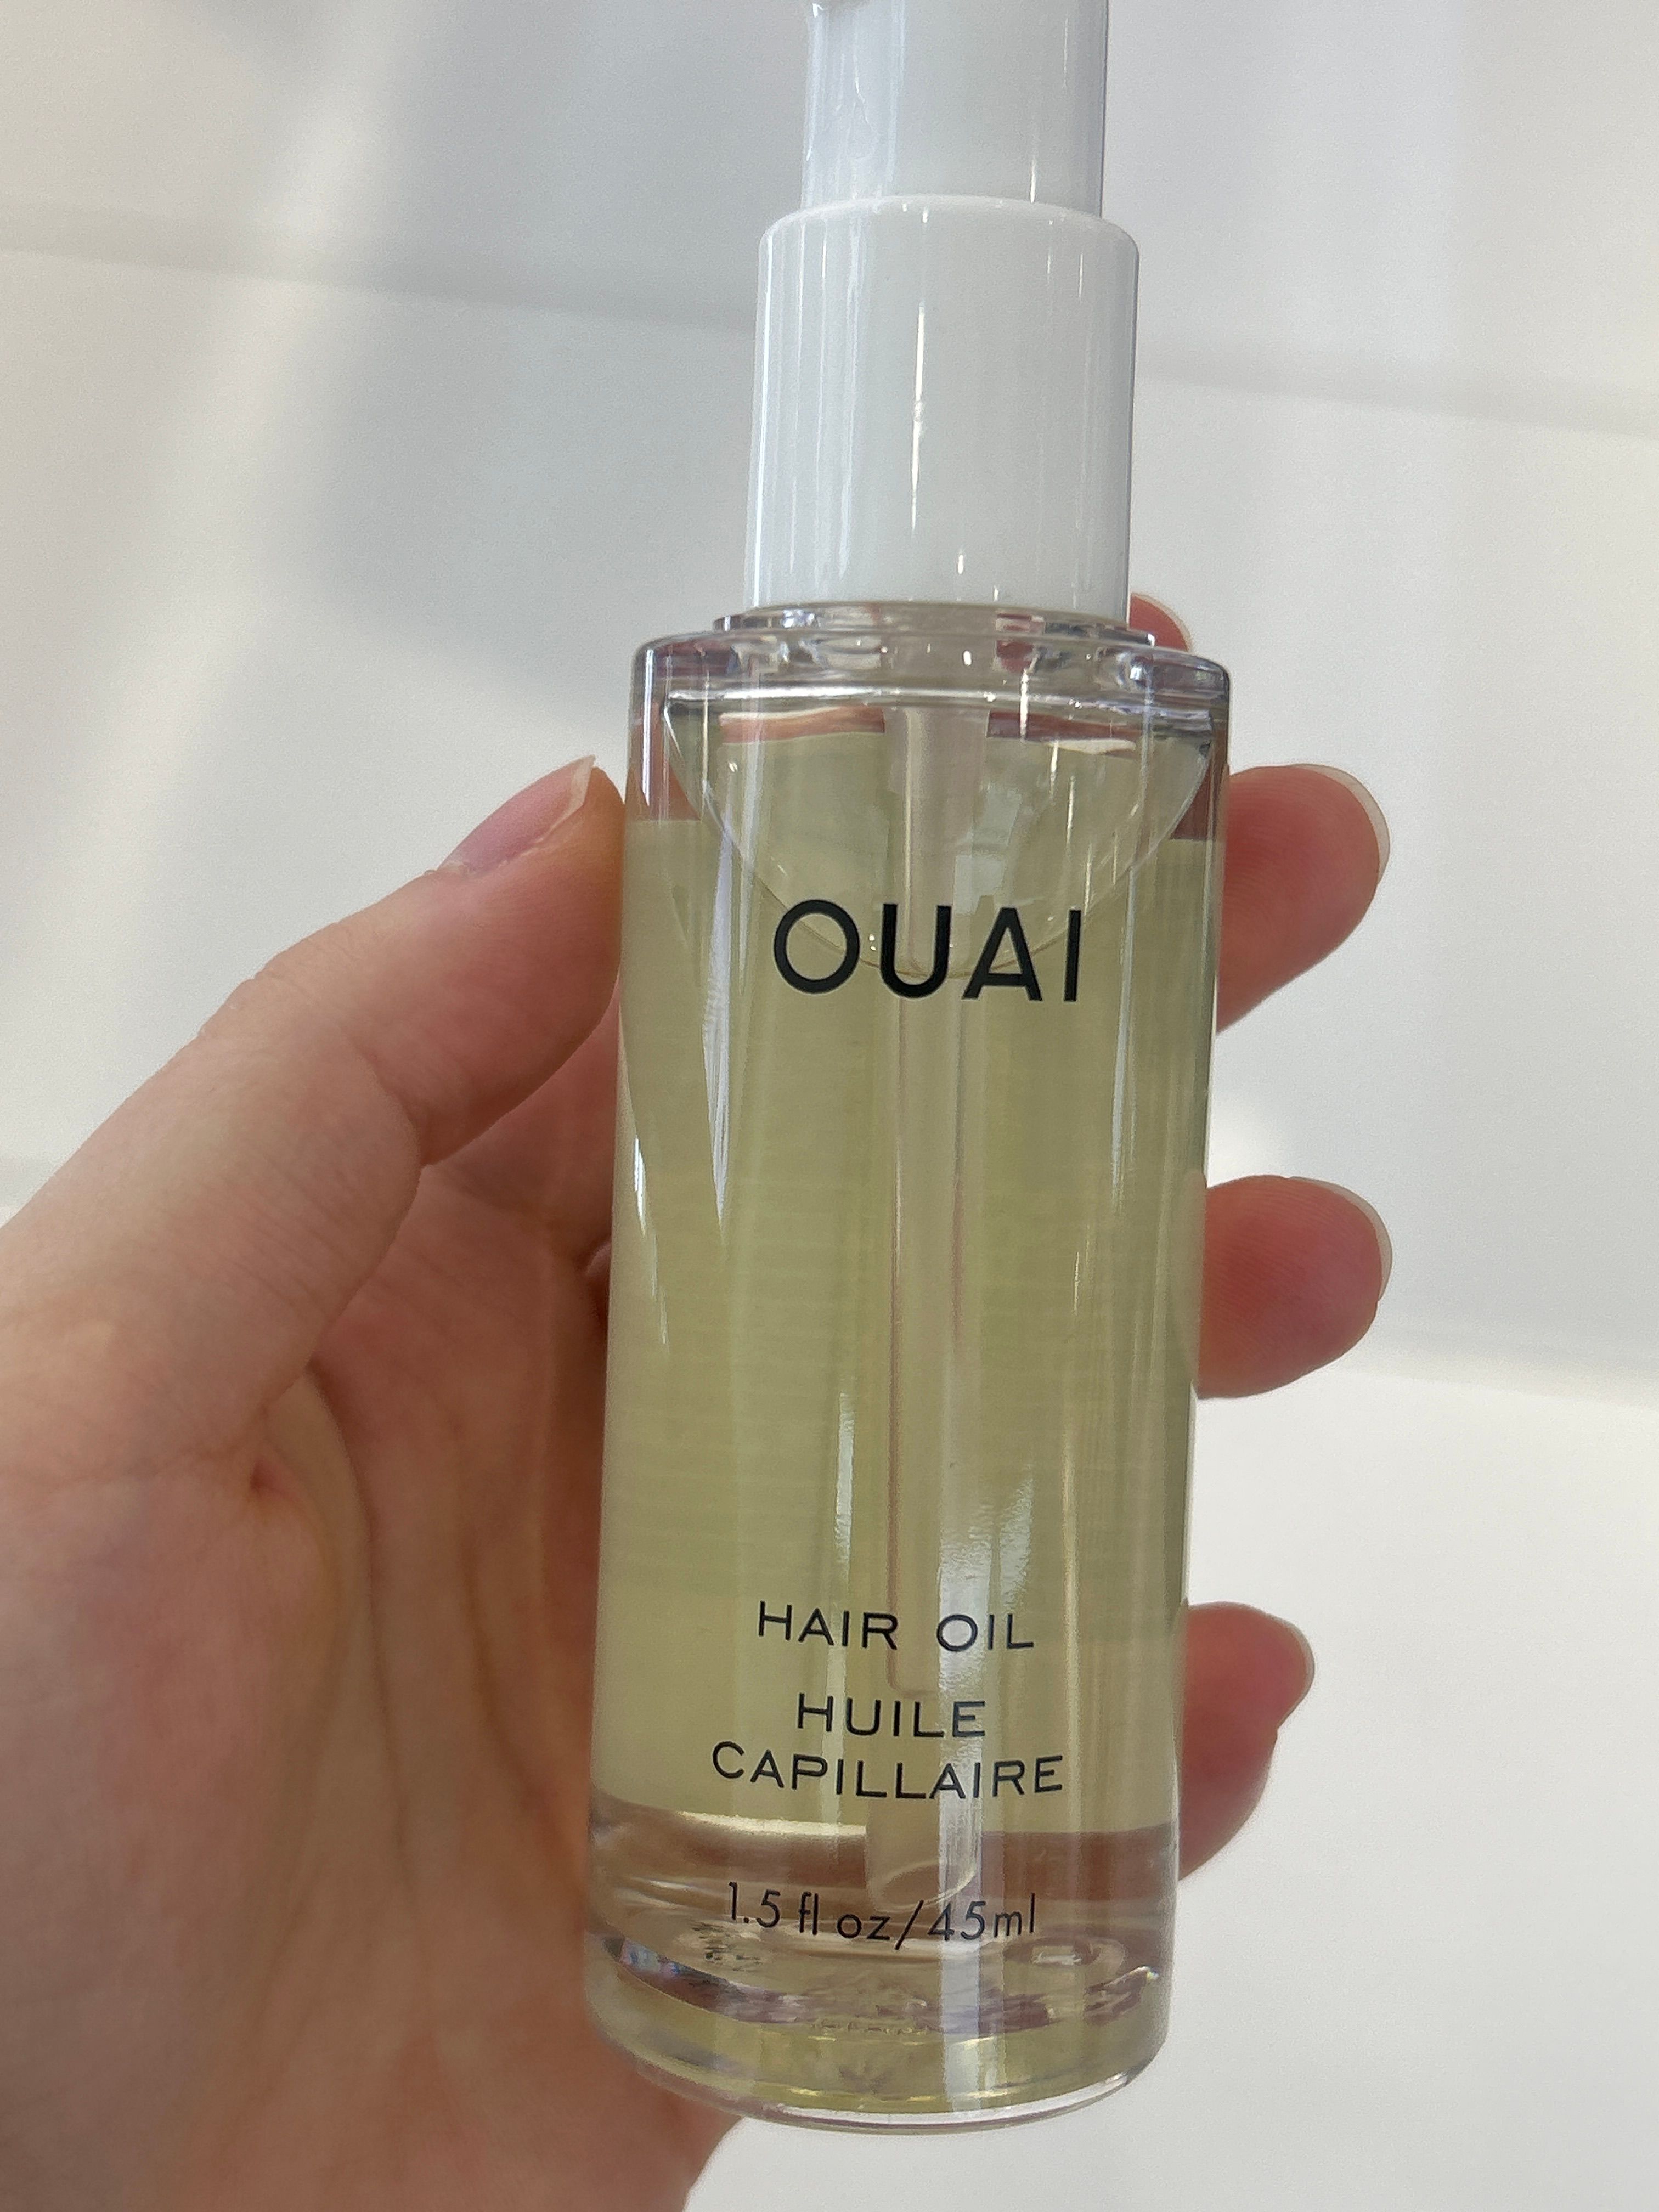 OUAI
HAIR OIL
HUILE
CAPILLAIRE
1.5 fl oz/45ml